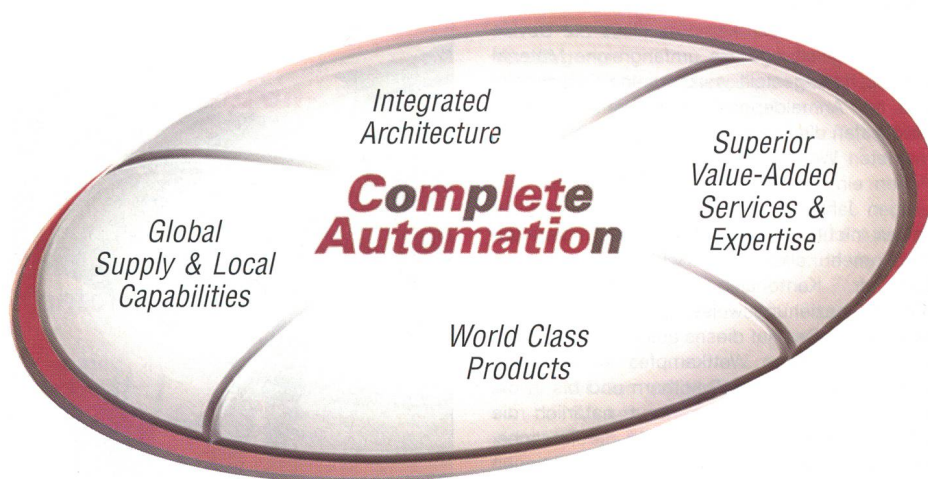 Integrated
Architecture
Complete
Automation
Superior
Value-Added
Services &
Expertise
Global
Supply & Local
Capabilities
World Class
Products